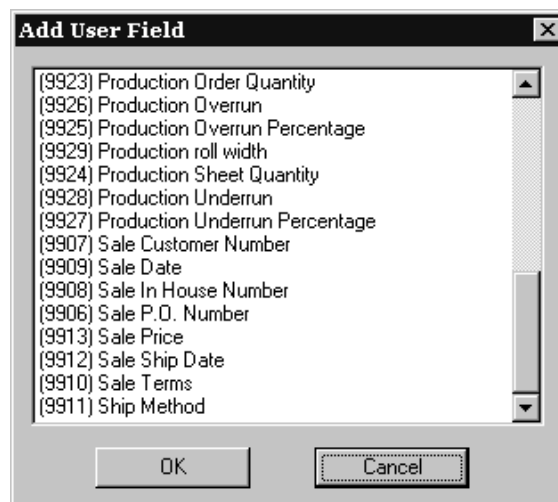 Add User Field
(9923) Production Order Quantity
(9926) Production Overrun
(9925) Production Overrun Percentage
(9929) Production roll width
(9924) Production Sheet Quantity
(9928) Production Underrun
(9927) Production Underrun Percentage
(9907) Sale Customer Number
(9909) Sale Date
(9908) Sale In House Number
(9906) Sale P.O. Number
(9913) Sale Price
(9912) Sale Ship Date
(9910) Sale Terms
(9911) Ship Method
OK Cancel